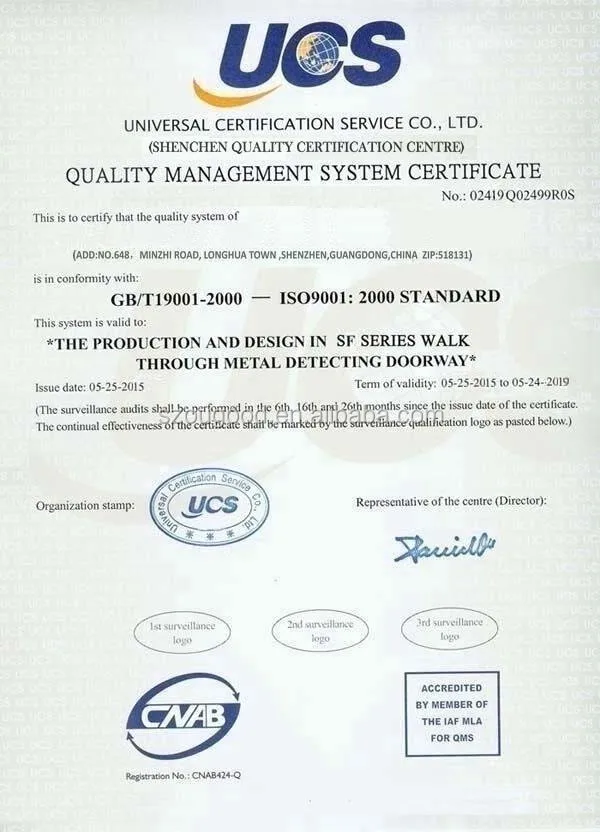 UCS
UNIVERSAL CERTIFICATION SERVICE CO., LTD.
(SHENCHEN QUALITY CERTIFICATION CENTRE)
QUALITY MANAGEMENT SYSTEM CERTIFICATE
No.: 02419Q02499R0S
This is to certify that the quality system of
(ADD:NO.648, MINZHI ROAD, LONGHUA TOWN ,SHENZHEN,GUANGDONG,CHINA ZIP:518131)
is in conformity with:
GB/T19001-2000 — ISO9001: 2000 STANDARD
This system is valid to:
*THE PRODUCTION AND DESIGN IN SF SERIES WALK
THROUGH METAL DETECTING DOORWAY*
Issue date: 05-25-2015 Term of validity: 05-25-2015 to 05-24-2019
(The surveillance audits shall be performed in the 6th, 16th and 26th months since the issue date of the certificate.
szougood.en.alibaba.com
The continual effectiveness of the certificate shall be marked by the surveillance qualification logo as pasted below.)
Organization stamp:
Universal Certification Service Co., Ltd.
UCS
Representative of the centre (Director):
1st surveillance
logo
2nd surveillance
logo
3rd surveillance
logo
CNAB
Registration No.: CNAB424-Q
ACCREDITED
BY MEMBER OF
THE IAF MLA
FOR QMS